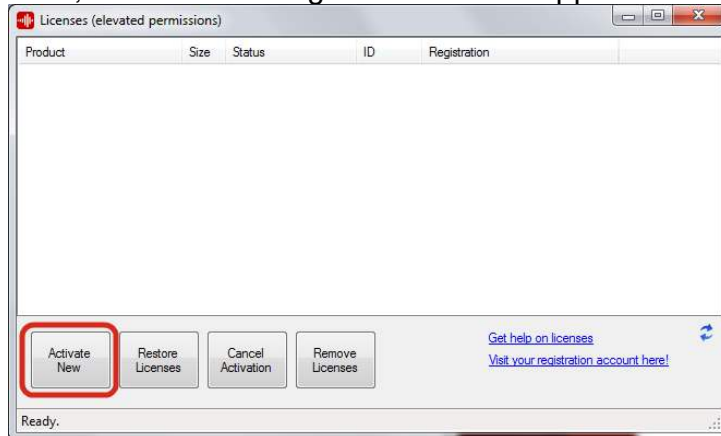 Licenses (elevated permissions)
Product Size Status ID Registration
Activate New Restore Licenses Cancel Activation Remove Licenses
Get help on licenses
Visit your registration account here!
Ready.